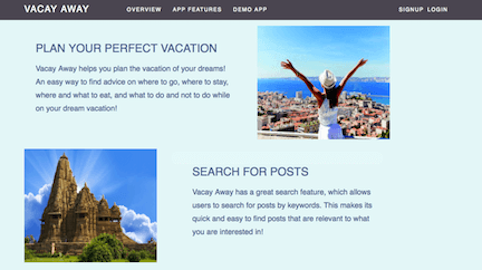 VACAY AWAY OVERVIEW APP FEATURES DEMO APP SIGNUP LOGIN
PLAN YOUR PERFECT VACATION
Vacay Away helps you plan the vacation of your dreams!
An easy way to find advice on where to go, where to stay,
where and what to eat, and what to do and not to do while
on your dream vacation!
SEARCH FOR POSTS
Vacay Away has a great search feature, which allows
users to search for posts by keywords. This makes its
quick and easy to find posts that are relevant to what
you are interested in!